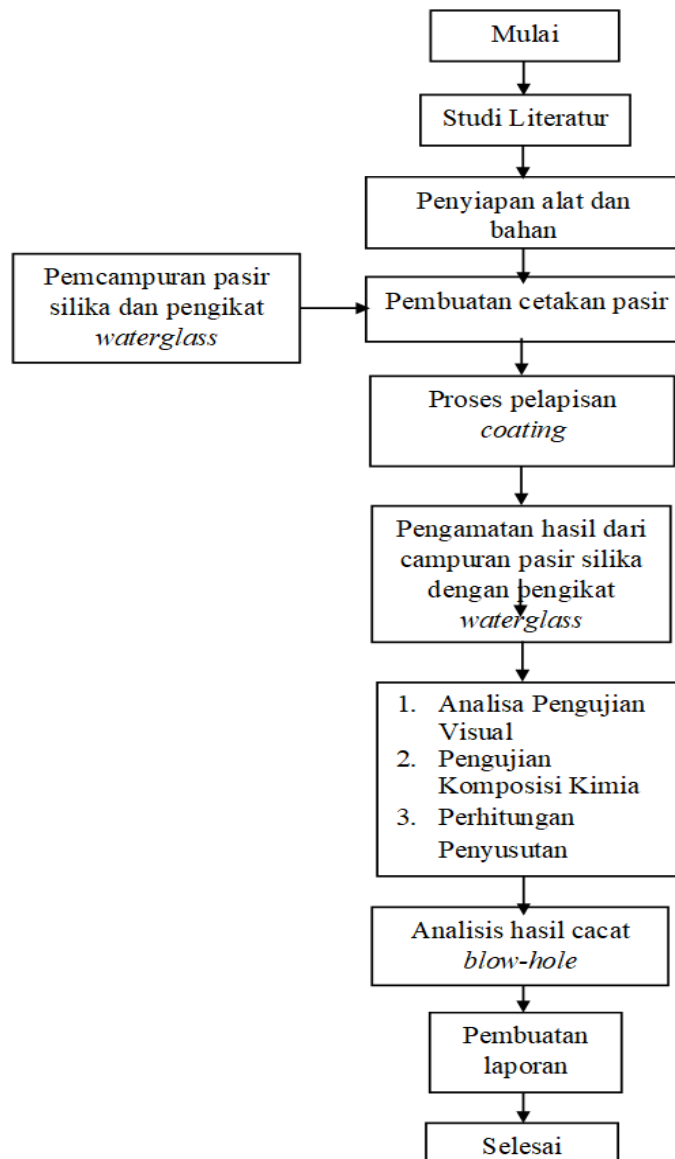 Mulai
Studi Literatur
Penyiapan alat dan
bahan
Pemcampuran pasir
silika dan pengikat
waterglass
Pembuatan cetakan pasir
Proses pelapisan
coating
Pengamatan hasil dari
campuran pasir silika
dengan pengikat
waterglass
1. Analisa Pengujian
Visual
2. Pengujian
Komposisi Kimia
3. Perhitungan
Penyusutan
Analisis hasil cacat
blow-hole
Pembuatan
laporan
Selesai